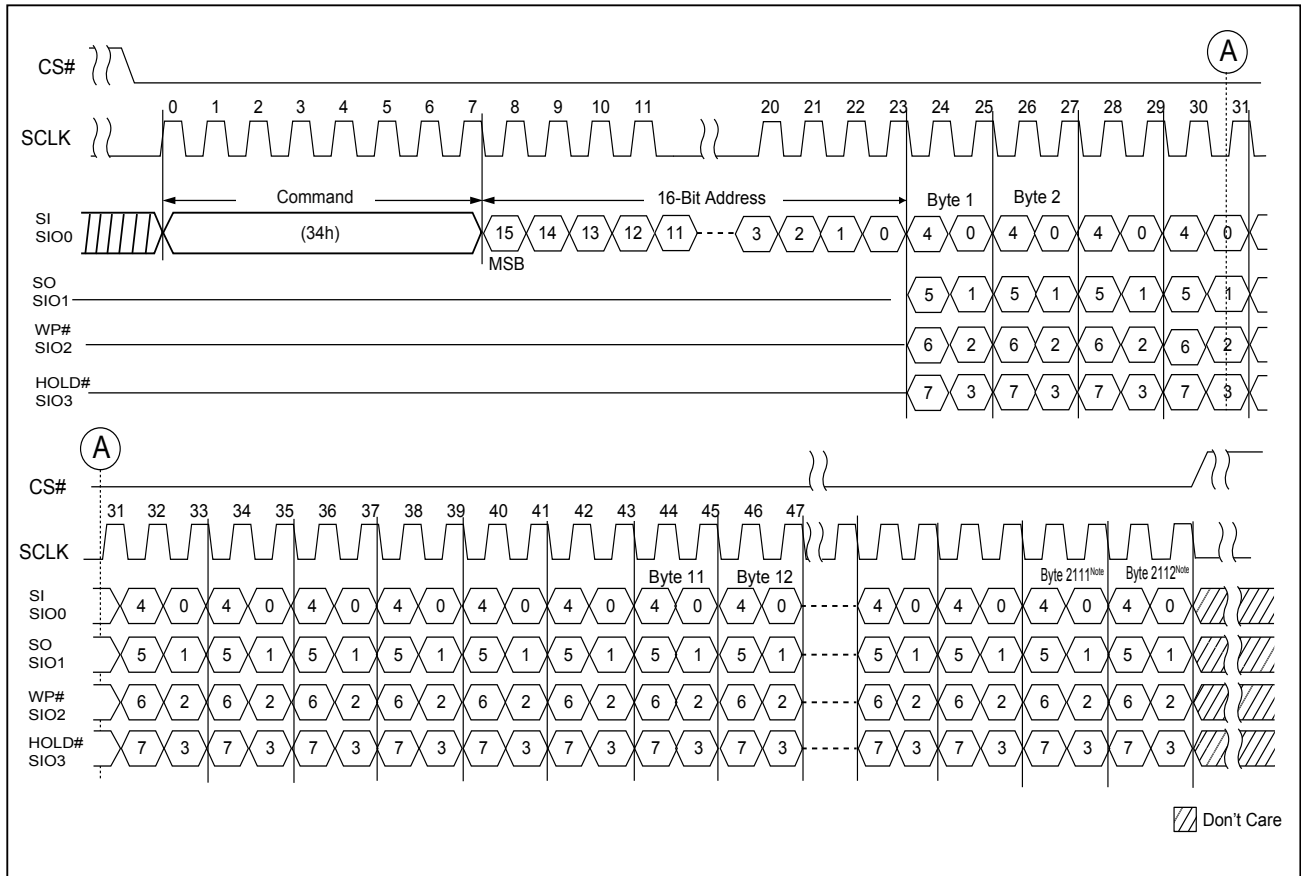 A
CS#
0 1 2 3 4 5 6 7 8 9 10 11 20 21 22 23 24 25 26 27 28 29 30 31
SCLK
Command 16-Bit Address Byte 1 Byte 2
SI
SIO0
(34h) 15 14 13 12 11 3 2 1 0 4 0 4 0 4 0 4 0
MSB
SO
SIO1
5 1 5 1 5 1 5 1
WP#
SIO2
6 2 6 2 6 2 6 2
HOLD#
SIO3
7 3 7 3 7 3 7 3
A
CS#
31 32 33 34 35 36 37 38 39 40 41 42 43 44 45 46 47
SCLK
Byte 11 Byte 12 Byte 2111Note Byte 2112Note
SI
SIO0
4 0 4 0 4 0 4 0 4 0 4 0 4 0 4 0 4 0 4 0 4 0 4 0
SO
SIO1
5 1 5 1 5 1 5 1 5 1 5 1 5 1 5 1 5 1 5 1 5 1 5 1
WP#
SIO2
6 2 6 2 6 2 6 2 6 2 6 2 6 2 6 2 6 2 6 2 6 2 6 2
HOLD#
SIO3
7 3 7 3 7 3 7 3 7 3 7 3 7 3 7 3 7 3 7 3 7 3 7 3
Don't Care